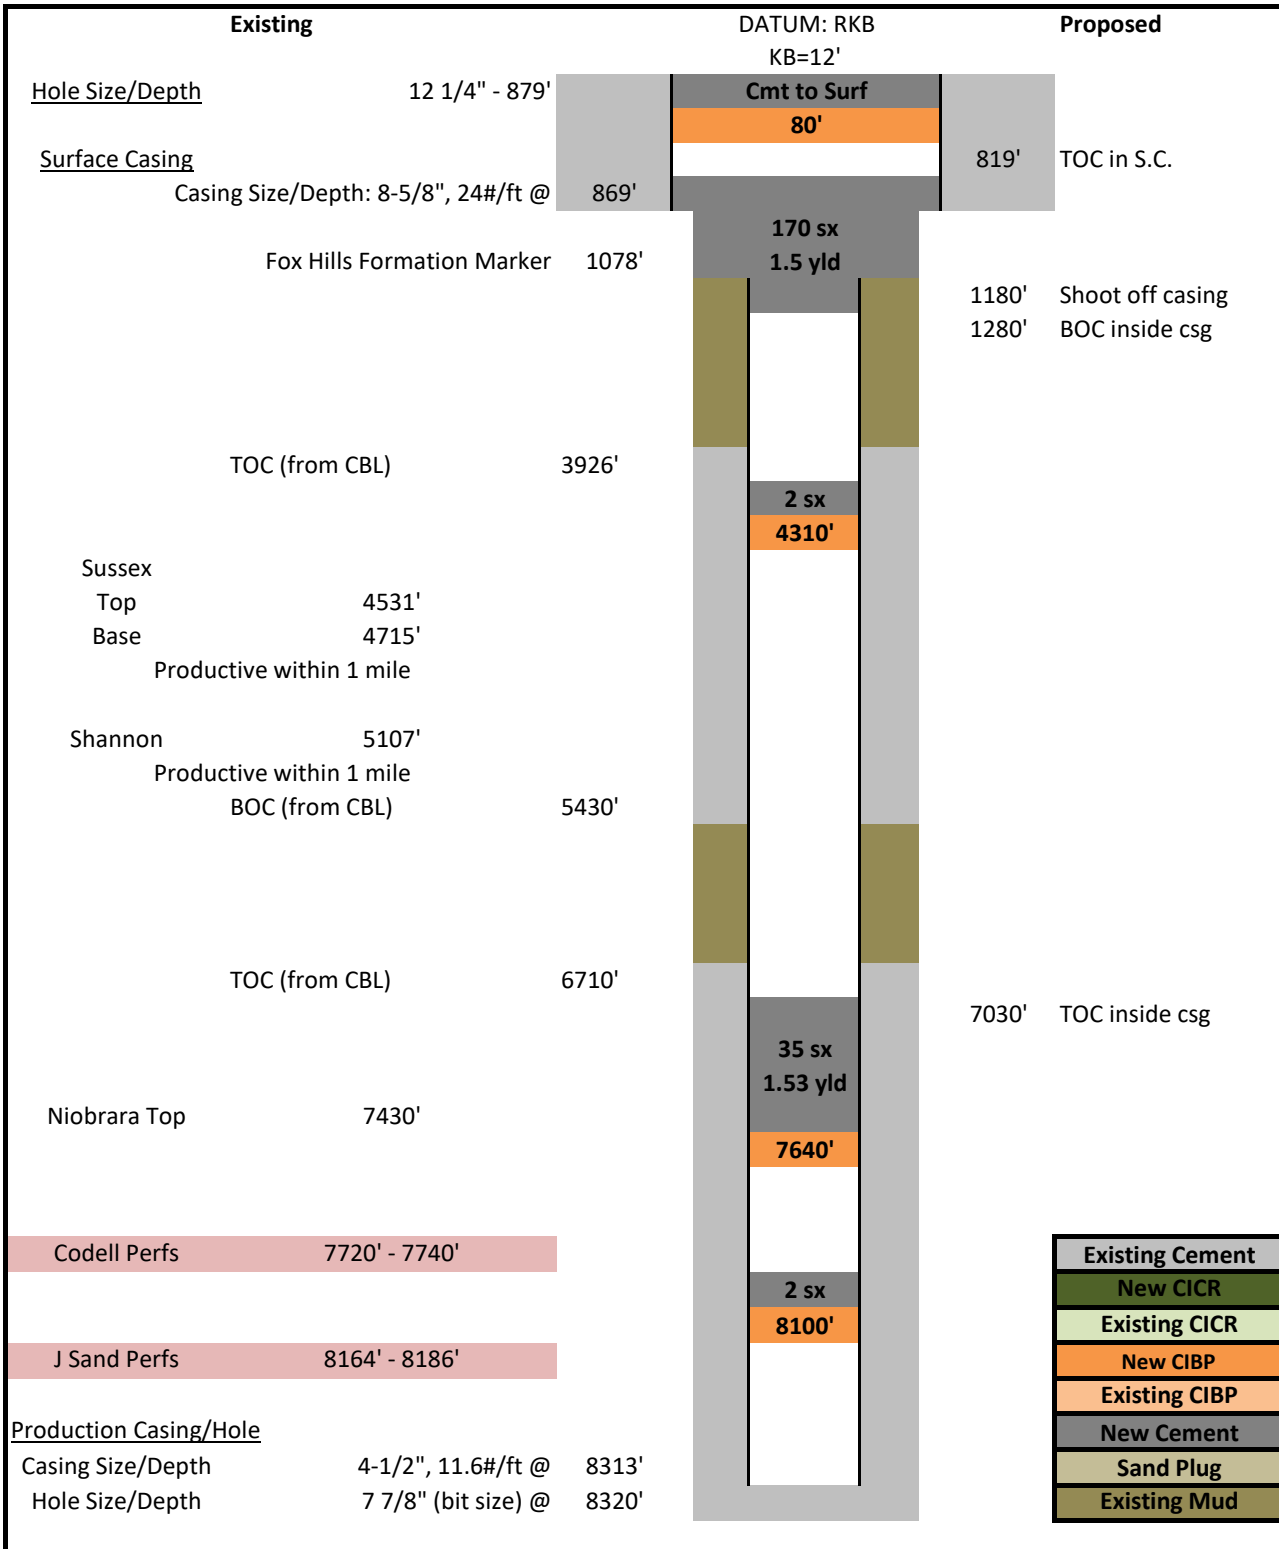 Existing DATUM: RKB Proposed
KB=12'
Hole Size/Depth 12 1/4" - 879' Cmt to Surf
80'
Surface Casing 819' TOC in S.C.
Casing Size/Depth: 8-5/8", 24#/ft @ 869'
170 sx
Fox Hills Formation Marker 1078' 1.5 yld
1180' Shoot off casing
1280' BOC inside csg
TOC (from CBL) 3926'
2 sx
4310'
Sussex
Top 4531'
Base 4715'
Productive within 1 mile
Shannon 5107'
Productive within 1 mile
BOC (from CBL) 5430'
TOC (from CBL) 6710'
7030' TOC inside csg
35 sx
1.53 yld
Niobrara Top 7430'
7640'
Codell Perfs 7720' - 7740' Existing Cement
2 sx New CICR
8100' Existing CICR
J Sand Perfs 8164' - 8186' New CIBP
Existing CIBP
Production Casing/Hole New Cement
Casing Size/Depth 4-1/2", 11.6#/ft @ 8313' Sand Plug
Hole Size/Depth 7 7/8" (bit size) @ 8320' Existing Mud